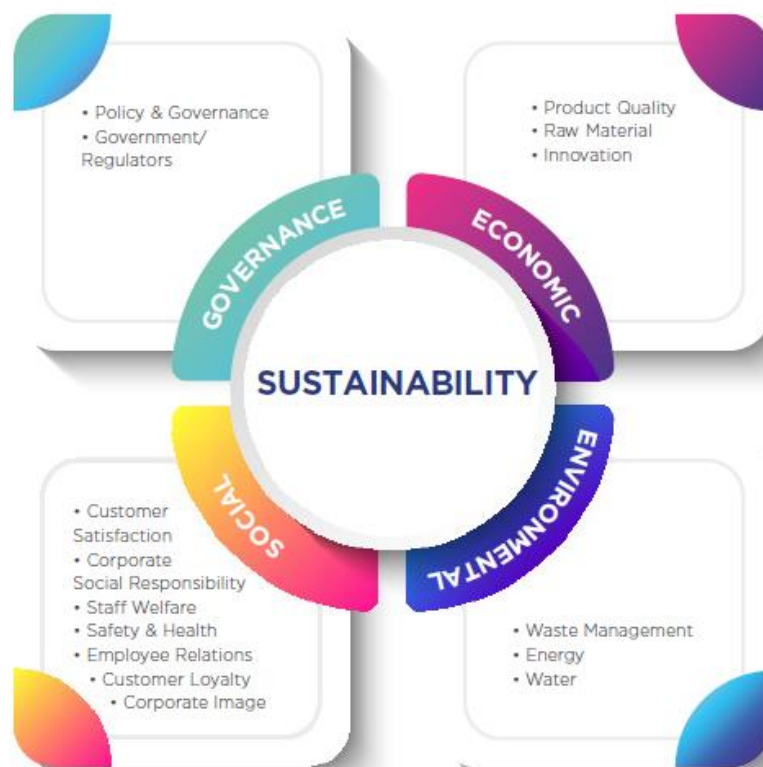 • Policy & Governance
• Government/
Regulators
• Product Quality
• Raw Material
• Innovation
GOVERNANCE
ECONOMIC
SUSTAINABILITY
SOCIAL
ENVIRONMENTAL
• Customer
Satisfaction
• Corporate
Social Responsibility
• Staff Welfare
• Safety & Health
• Employee Relations
• Customer Loyalty
• Corporate Image
• Waste Management
• Energy
• Water